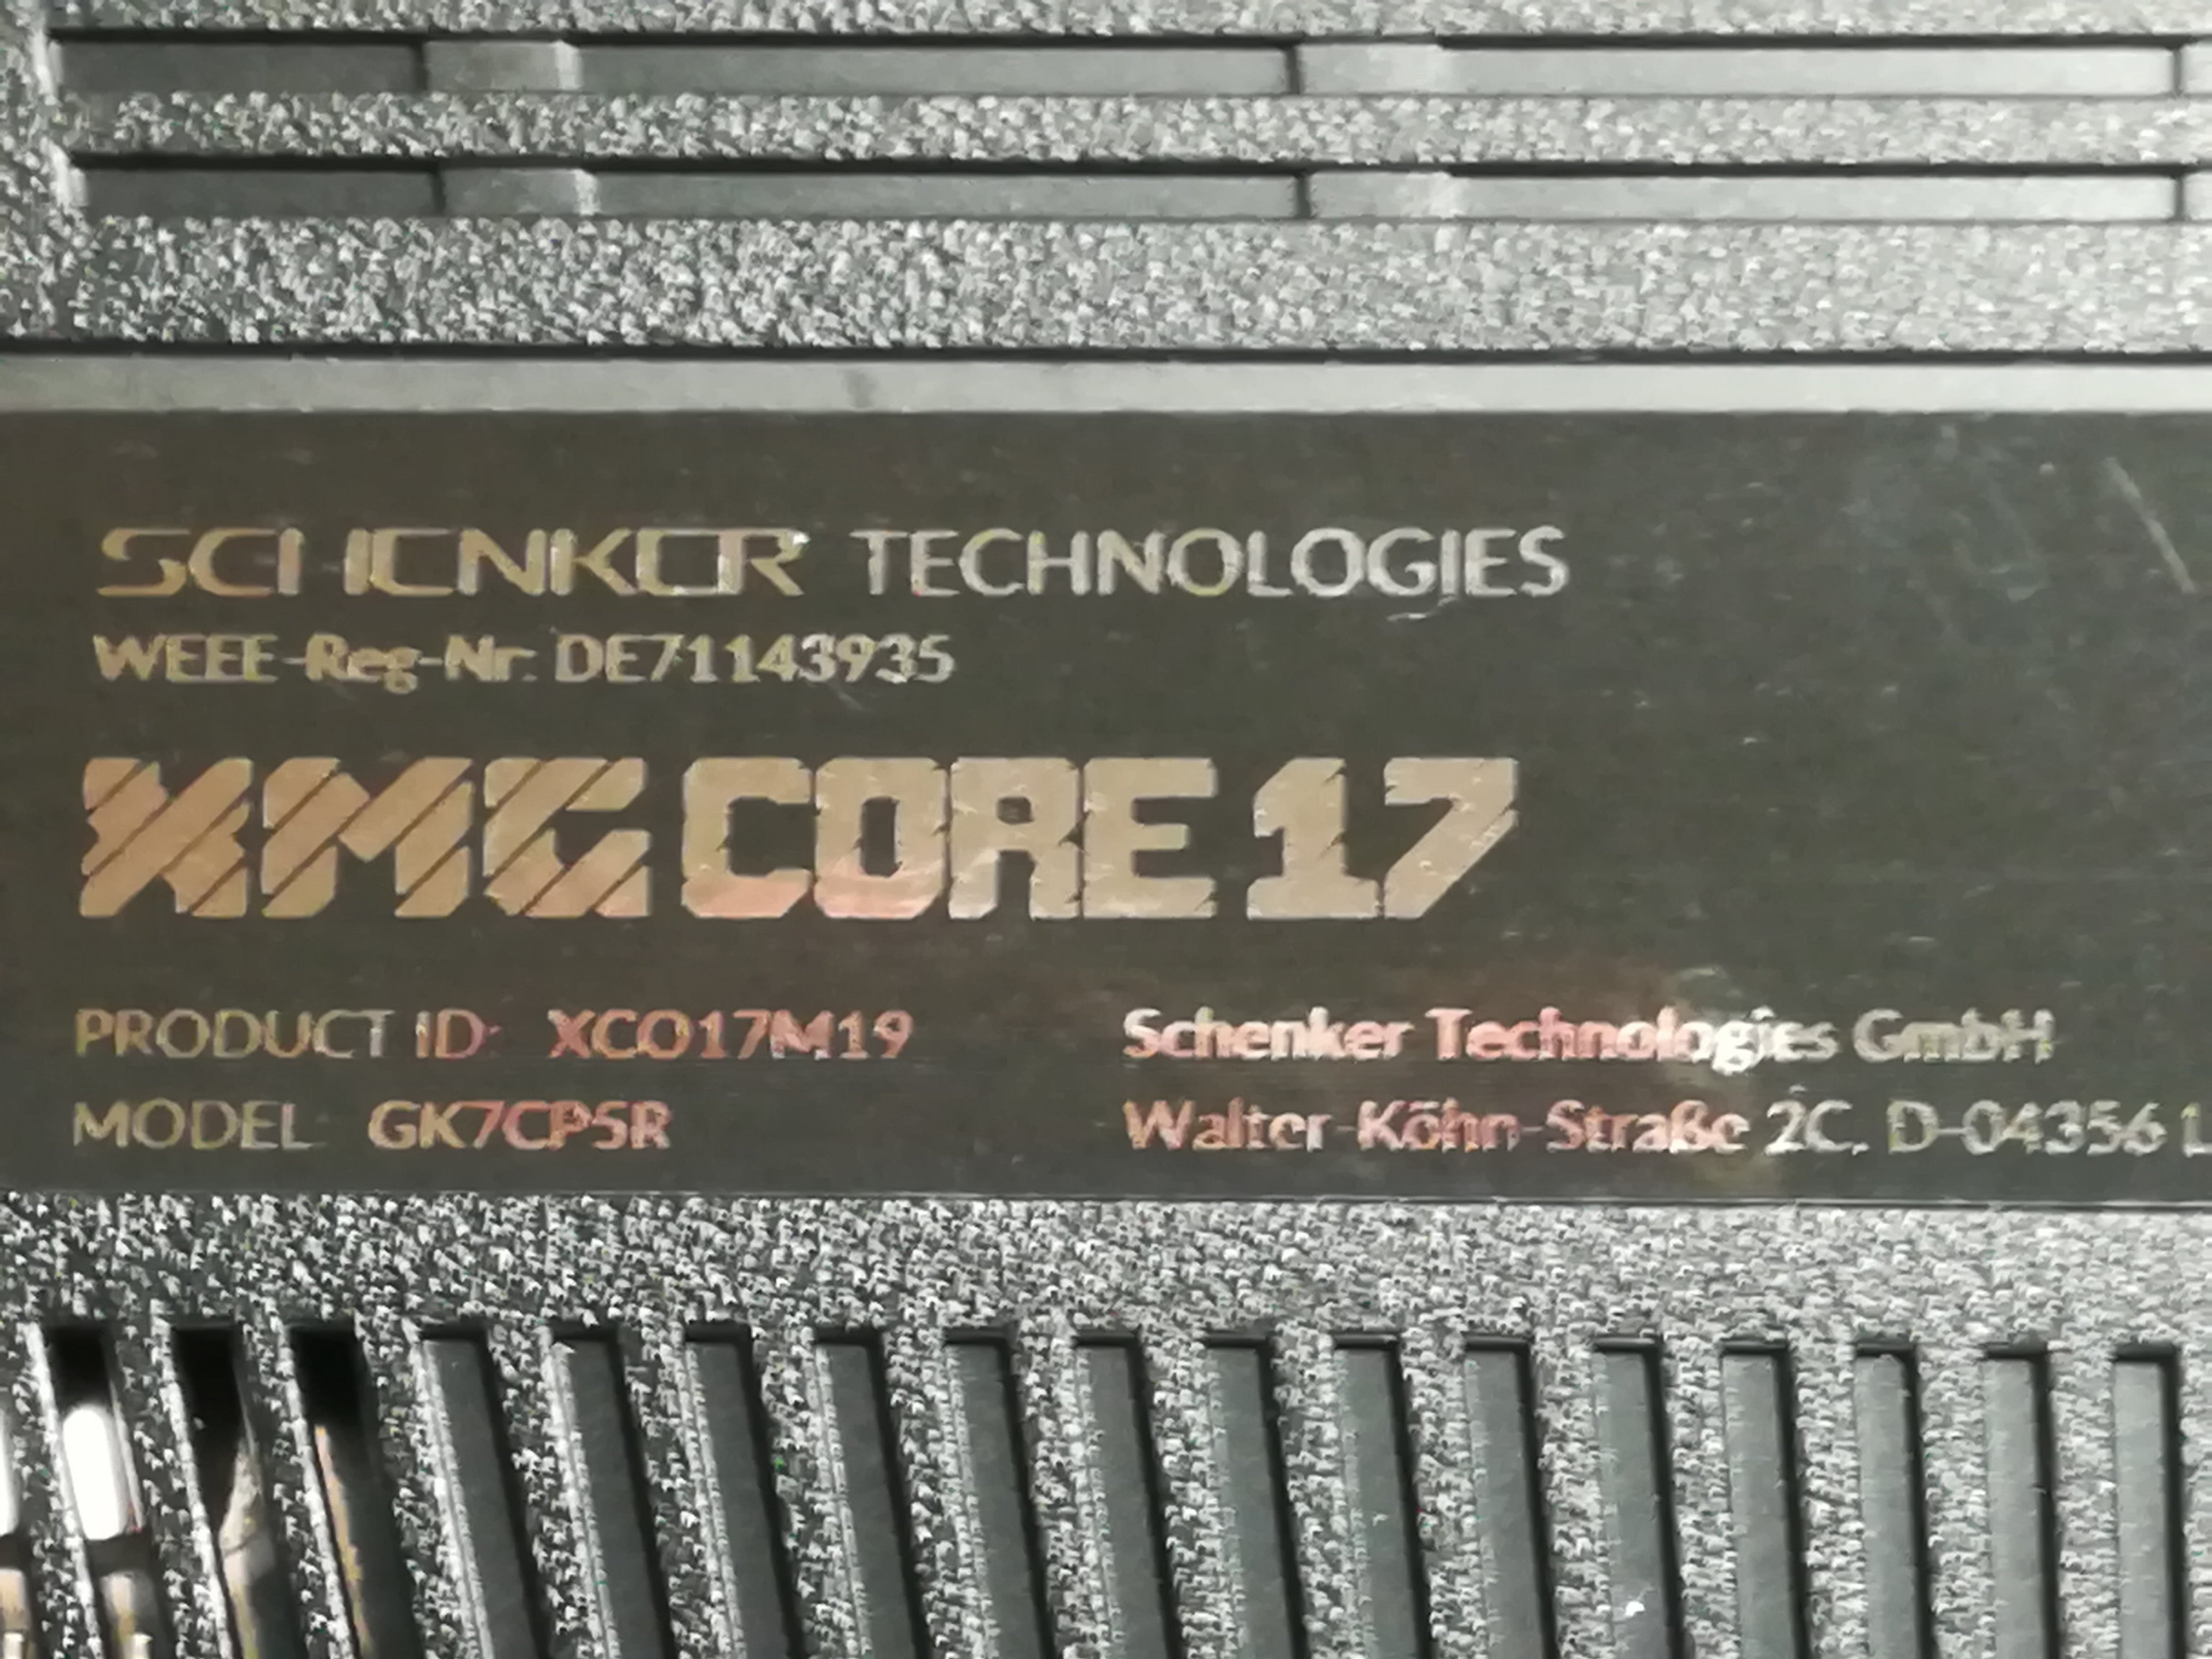 SCHENKER TECHNOLOGIES
WEEE-Reg-Nr. DE71143935
XMG CORE 17
PRODUCT ID: XCO17M19
MODEL GK7CP5R
Schenker Technologies GmbH
Walter-Köhn-Straße 2C, D-04356 L